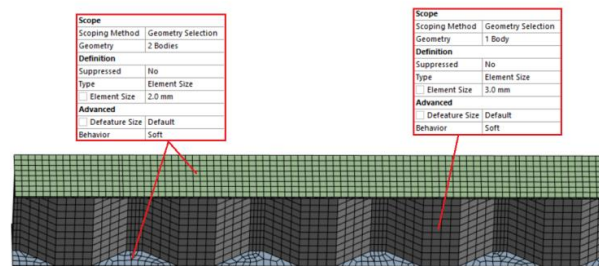 Scope
Scoping Method Geometry Selection
Geometry 2 Bodies
Definition
Suppressed No
Type Element Size
Element Size 2.0 mm
Advanced
Defeature Size Default
Behavior Soft
Scope
Scoping Method Geometry Selection
Geometry 1 Body
Definition
Suppressed No
Type Element Size
Element Size 3.0 mm
Advanced
Defeature Size Default
Behavior Soft